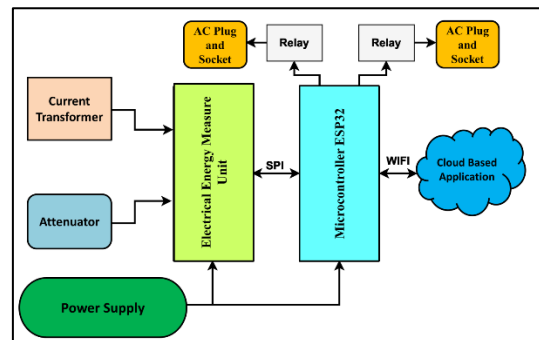 AC Plug
and
Socket
Relay
Relay
AC Plug
and
Socket
Current
Transformer
Electrical Energy Measure
Unit
SPI
Microcontroller ESP32
WIFI
Cloud Based
Application
Attenuator
Power Supply